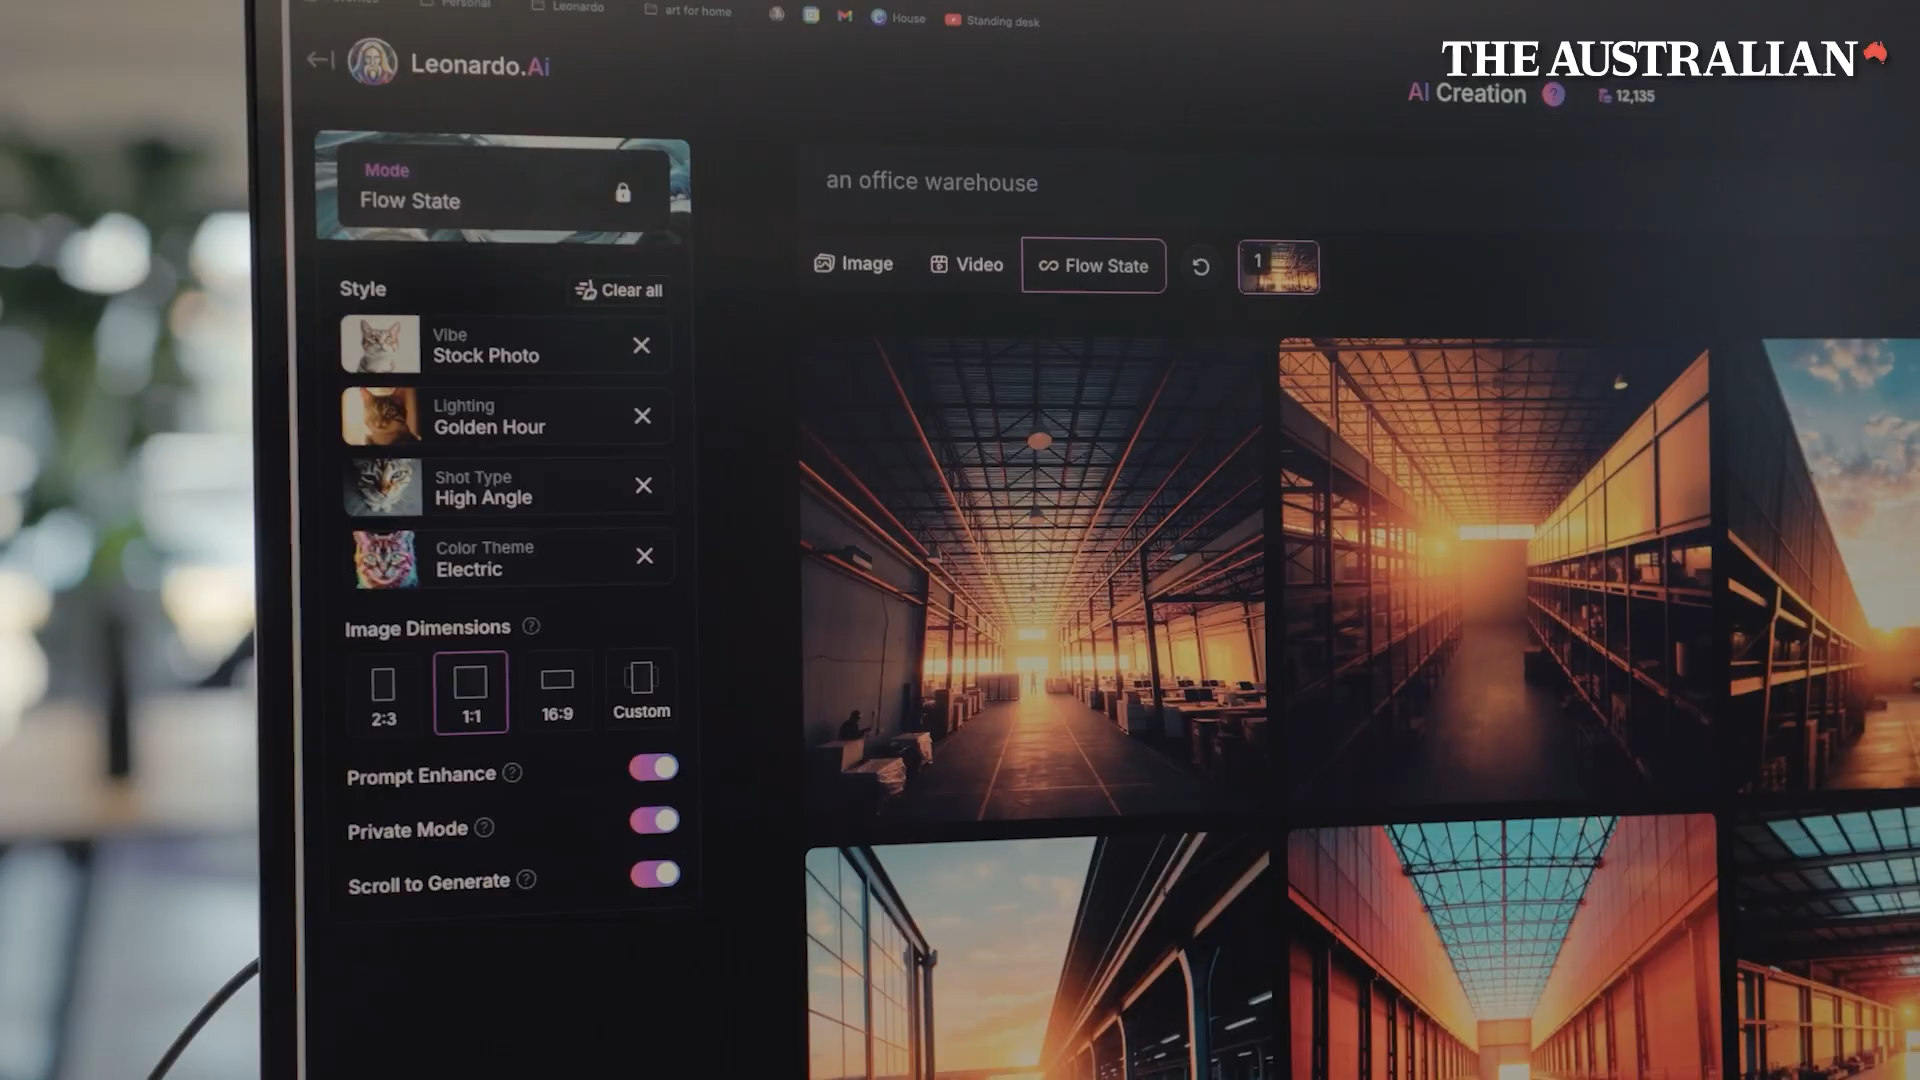 Personal
Leonardo
art for home
House
Standing desk
THE AUSTRALIAN
Leonardo.Ai
AI Creation
?
12,135
Mode
Flow State
an office warehouse
Image
Video
Flow State
1
Style
Clear all
Vibe
Stock Photo
Lighting
Golden Hour
Shot Type
High Angle
Color Theme
Electric
Image Dimensions ?
2:3
1:1
16:9
Custom
Prompt Enhance ?
Private Mode ?
Scroll to Generate ?